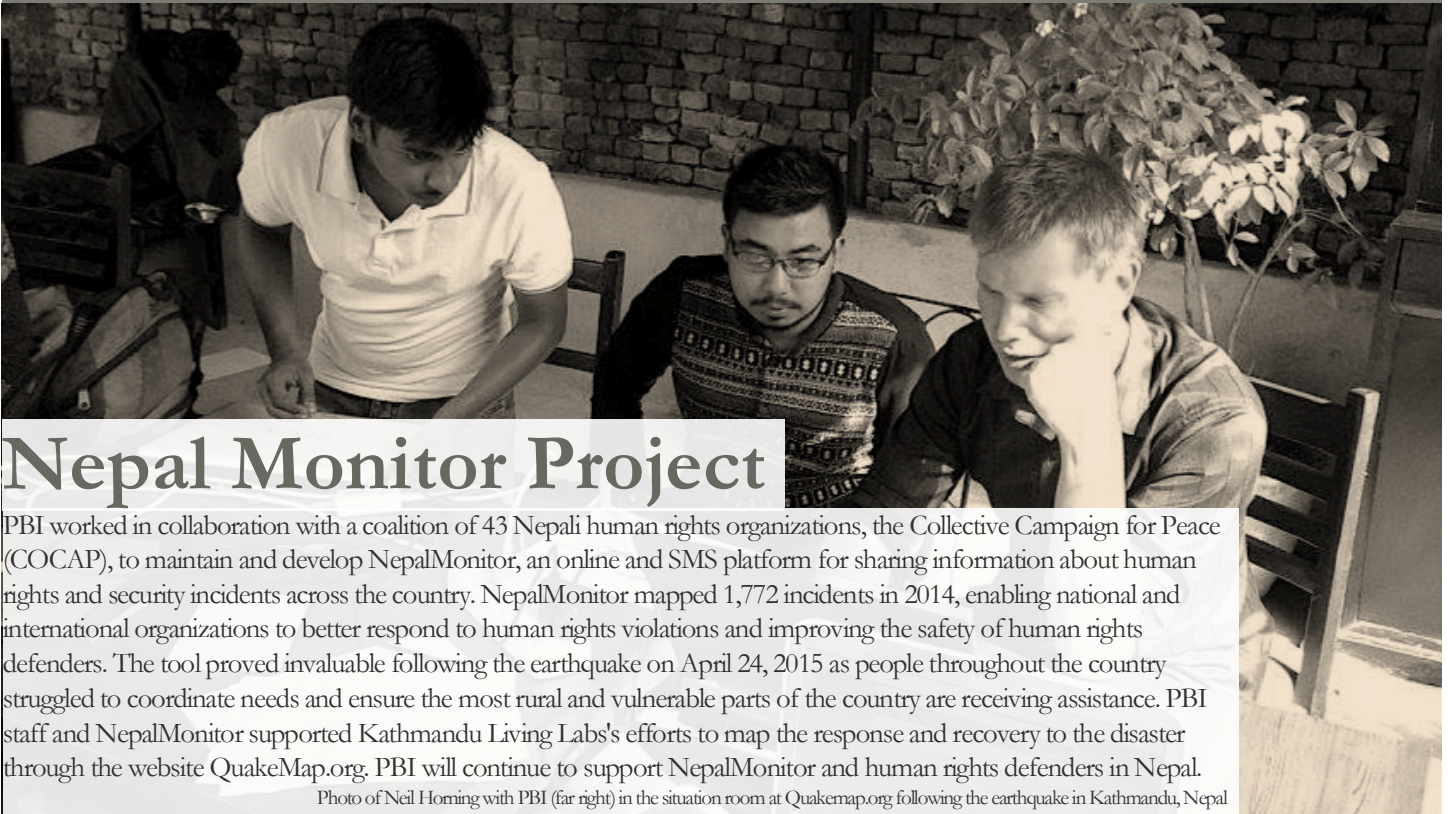 Nepal Monitor Project
PBI worked in collaboration with a coalition of 43 Nepali human rights organizations, the Collective Campaign for Peace
(COCAP), to maintain and develop NepalMonitor, an online and SMS platform for sharing information about human
rights and security incidents across the country. NepalMonitor mapped 1,772 incidents in 2014, enabling national and
international organizations to better respond to human rights violations and improving the safety of human rights
defenders. The tool proved invaluable following the earthquake on April 24, 2015 as people throughout the country
struggled to coordinate needs and ensure the most rural and vulnerable parts of the country are receiving assistance. PBI
staff and NepalMonitor supported Kathmandu Living Labs's efforts to map the response and recovery to the disaster
through the website QuakeMap.org. PBI will continue to support NepalMonitor and human rights defenders in Nepal.
Photo of Neil Horning with PBI (far right) in the situation room at Quakemap.org following the earthquake in Kathmandu, Nepal